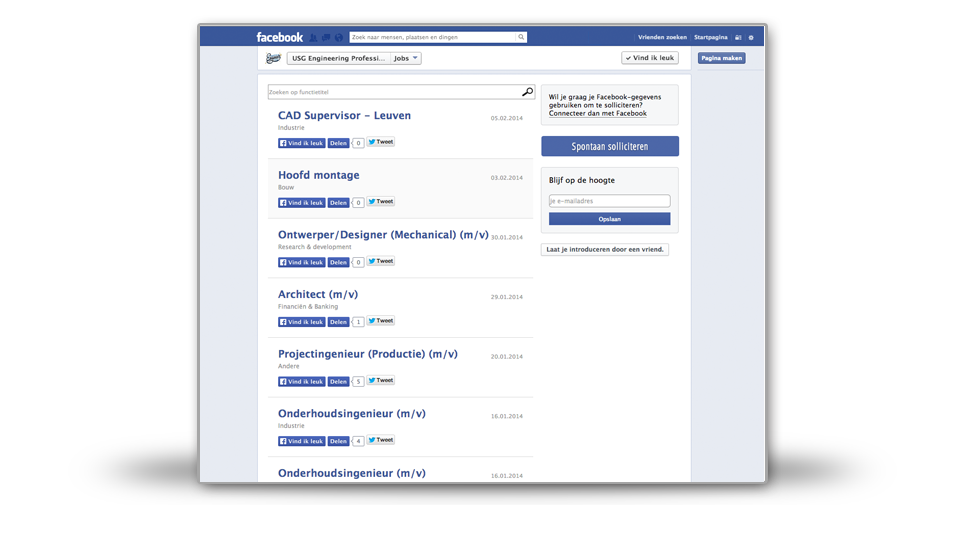 facebook
Zoek naar mensen, plaatsen en dingen
Vrienden zoeken
Startpagina
USG Engineering Professi...
Jobs
Vind ik leuk
Pagina maken
Zoeken op functietitel
CAD Supervisor - Leuven
05.02.2014
Industrie
Vind ik leuk Delen 0 Tweet
Hoofd montage
03.02.2014
Bouw
Vind ik leuk Delen 0 Tweet
Ontwerper/Designer (Mechanical) (m/v)
30.01.2014
Research & development
Vind ik leuk Delen 0 Tweet
Architect (m/v)
29.01.2014
Financiën & Banking
Vind ik leuk Delen 1 Tweet
Projectingenieur (Productie) (m/v)
20.01.2014
Andere
Vind ik leuk Delen 5 Tweet
Onderhoudsingenieur (m/v)
16.01.2014
Industrie
Vind ik leuk Delen 4 Tweet
Onderhoudsingenieur (m/v)
16.01.2014
Wil je graag je Facebook-gegevens
gebruiken om te solliciteren?
Connecteer dan met Facebook
Spontaan solliciteren
Blijf op de hoogte
je e-mailadres
Opslaan
Laat je introduceren door een vriend.